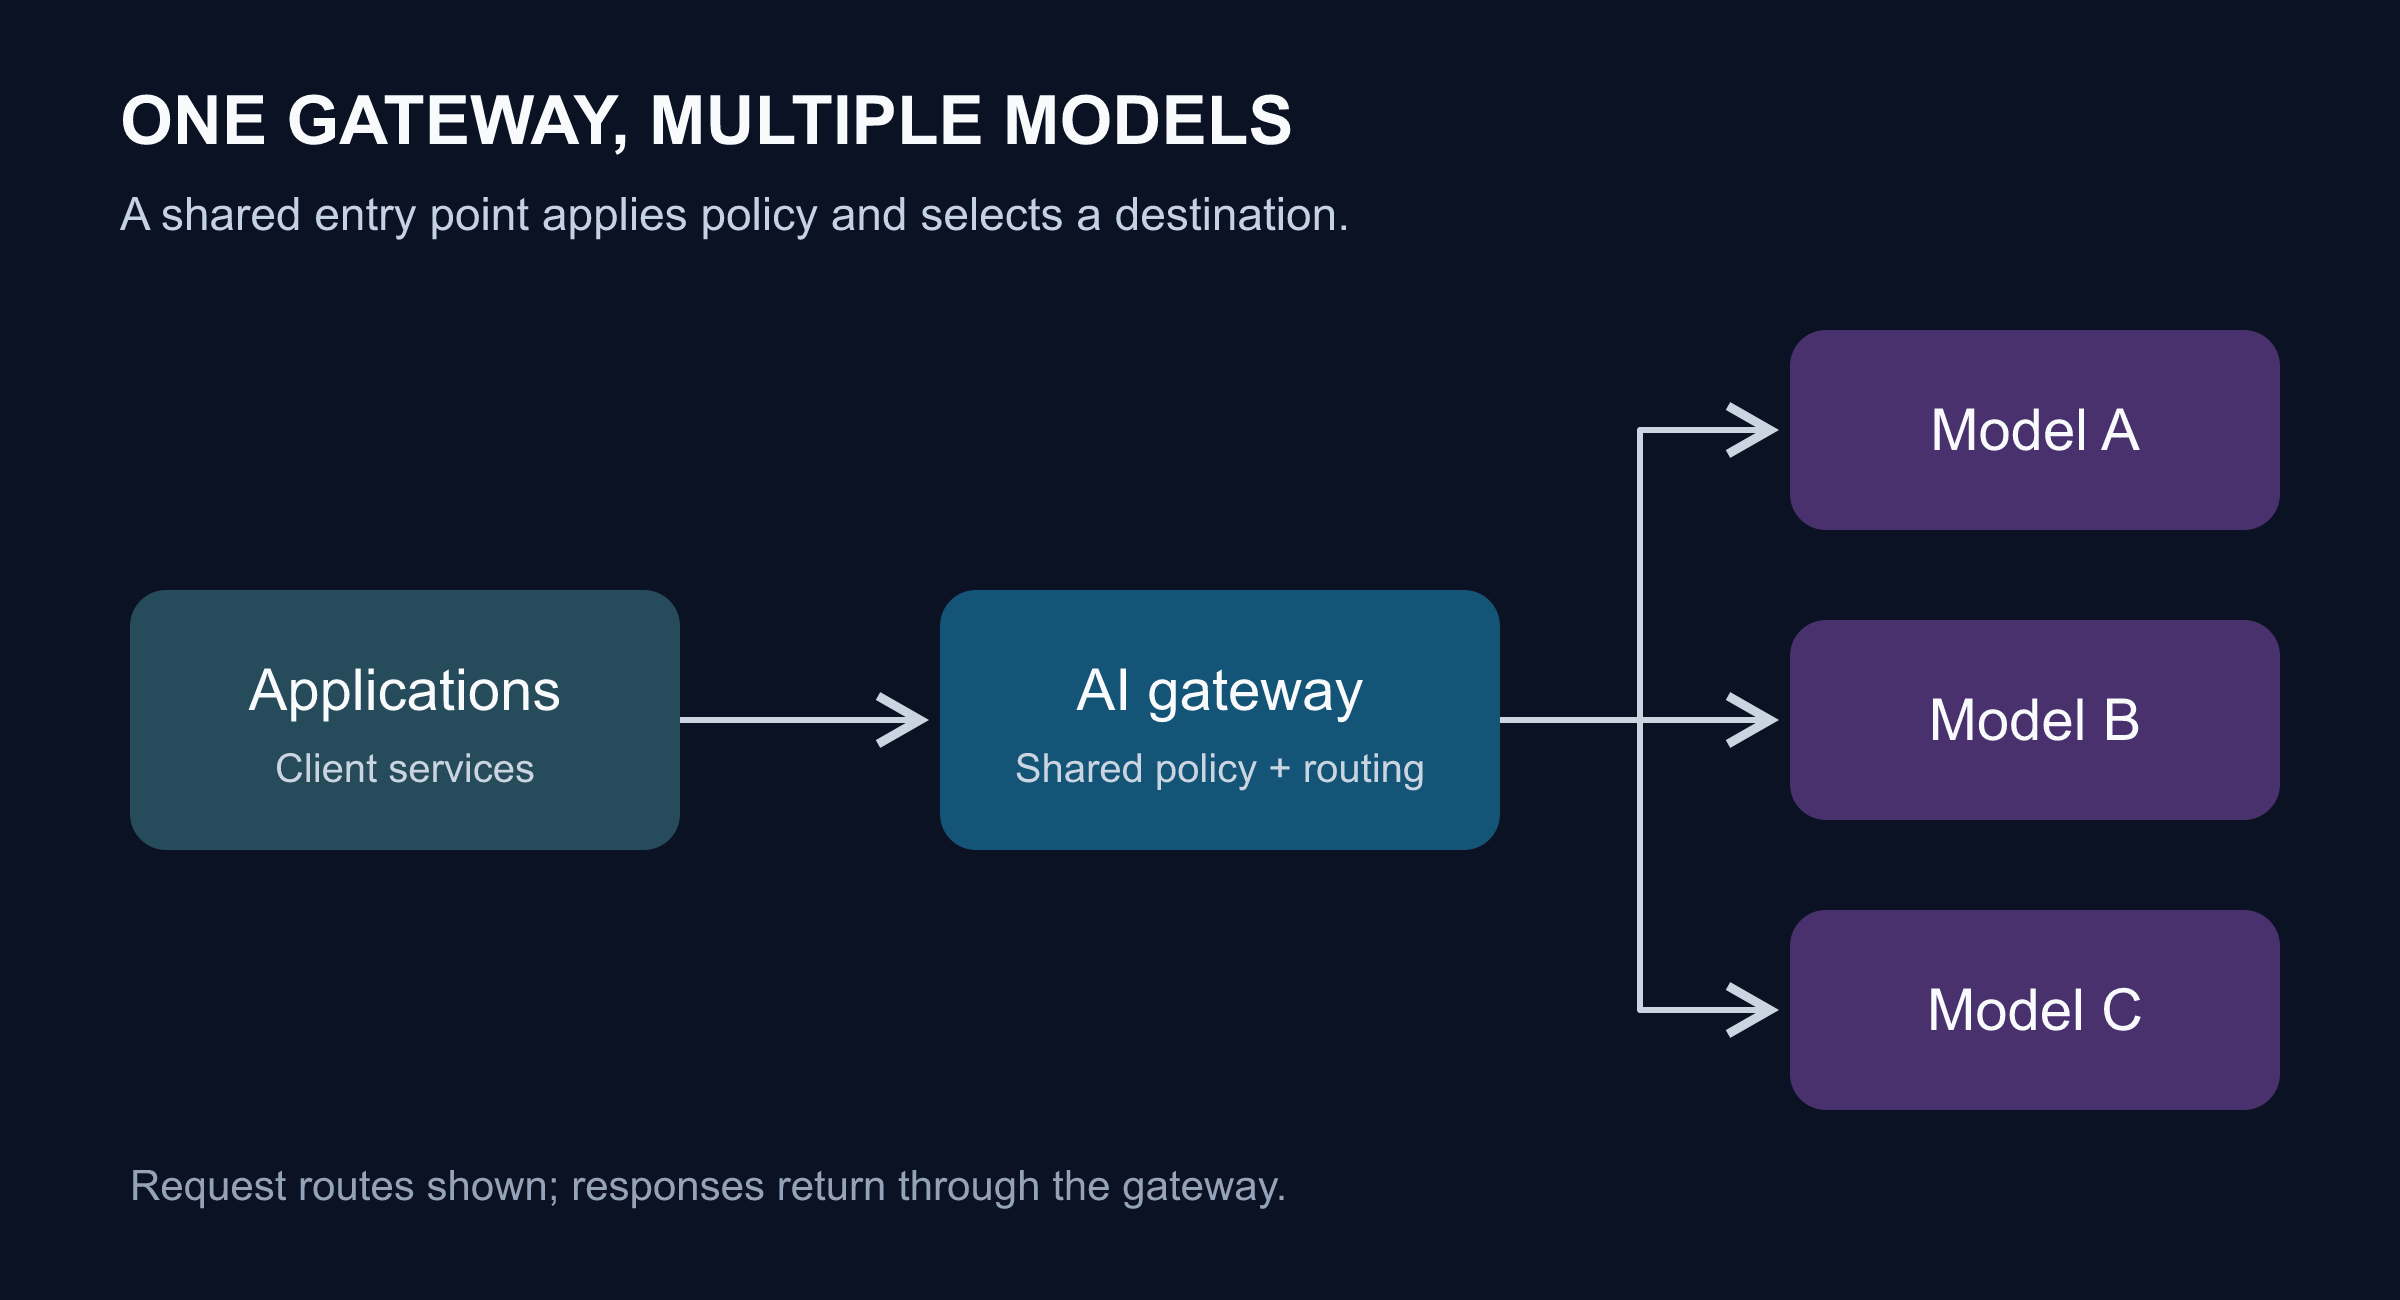 ONE GATEWAY, MULTIPLE MODELS
A shared entry point applies policy and selects a destination.
Applications
Client services
AI gateway
Shared policy + routing
Model A
Model B
Model C
Request routes shown; responses return through the gateway.